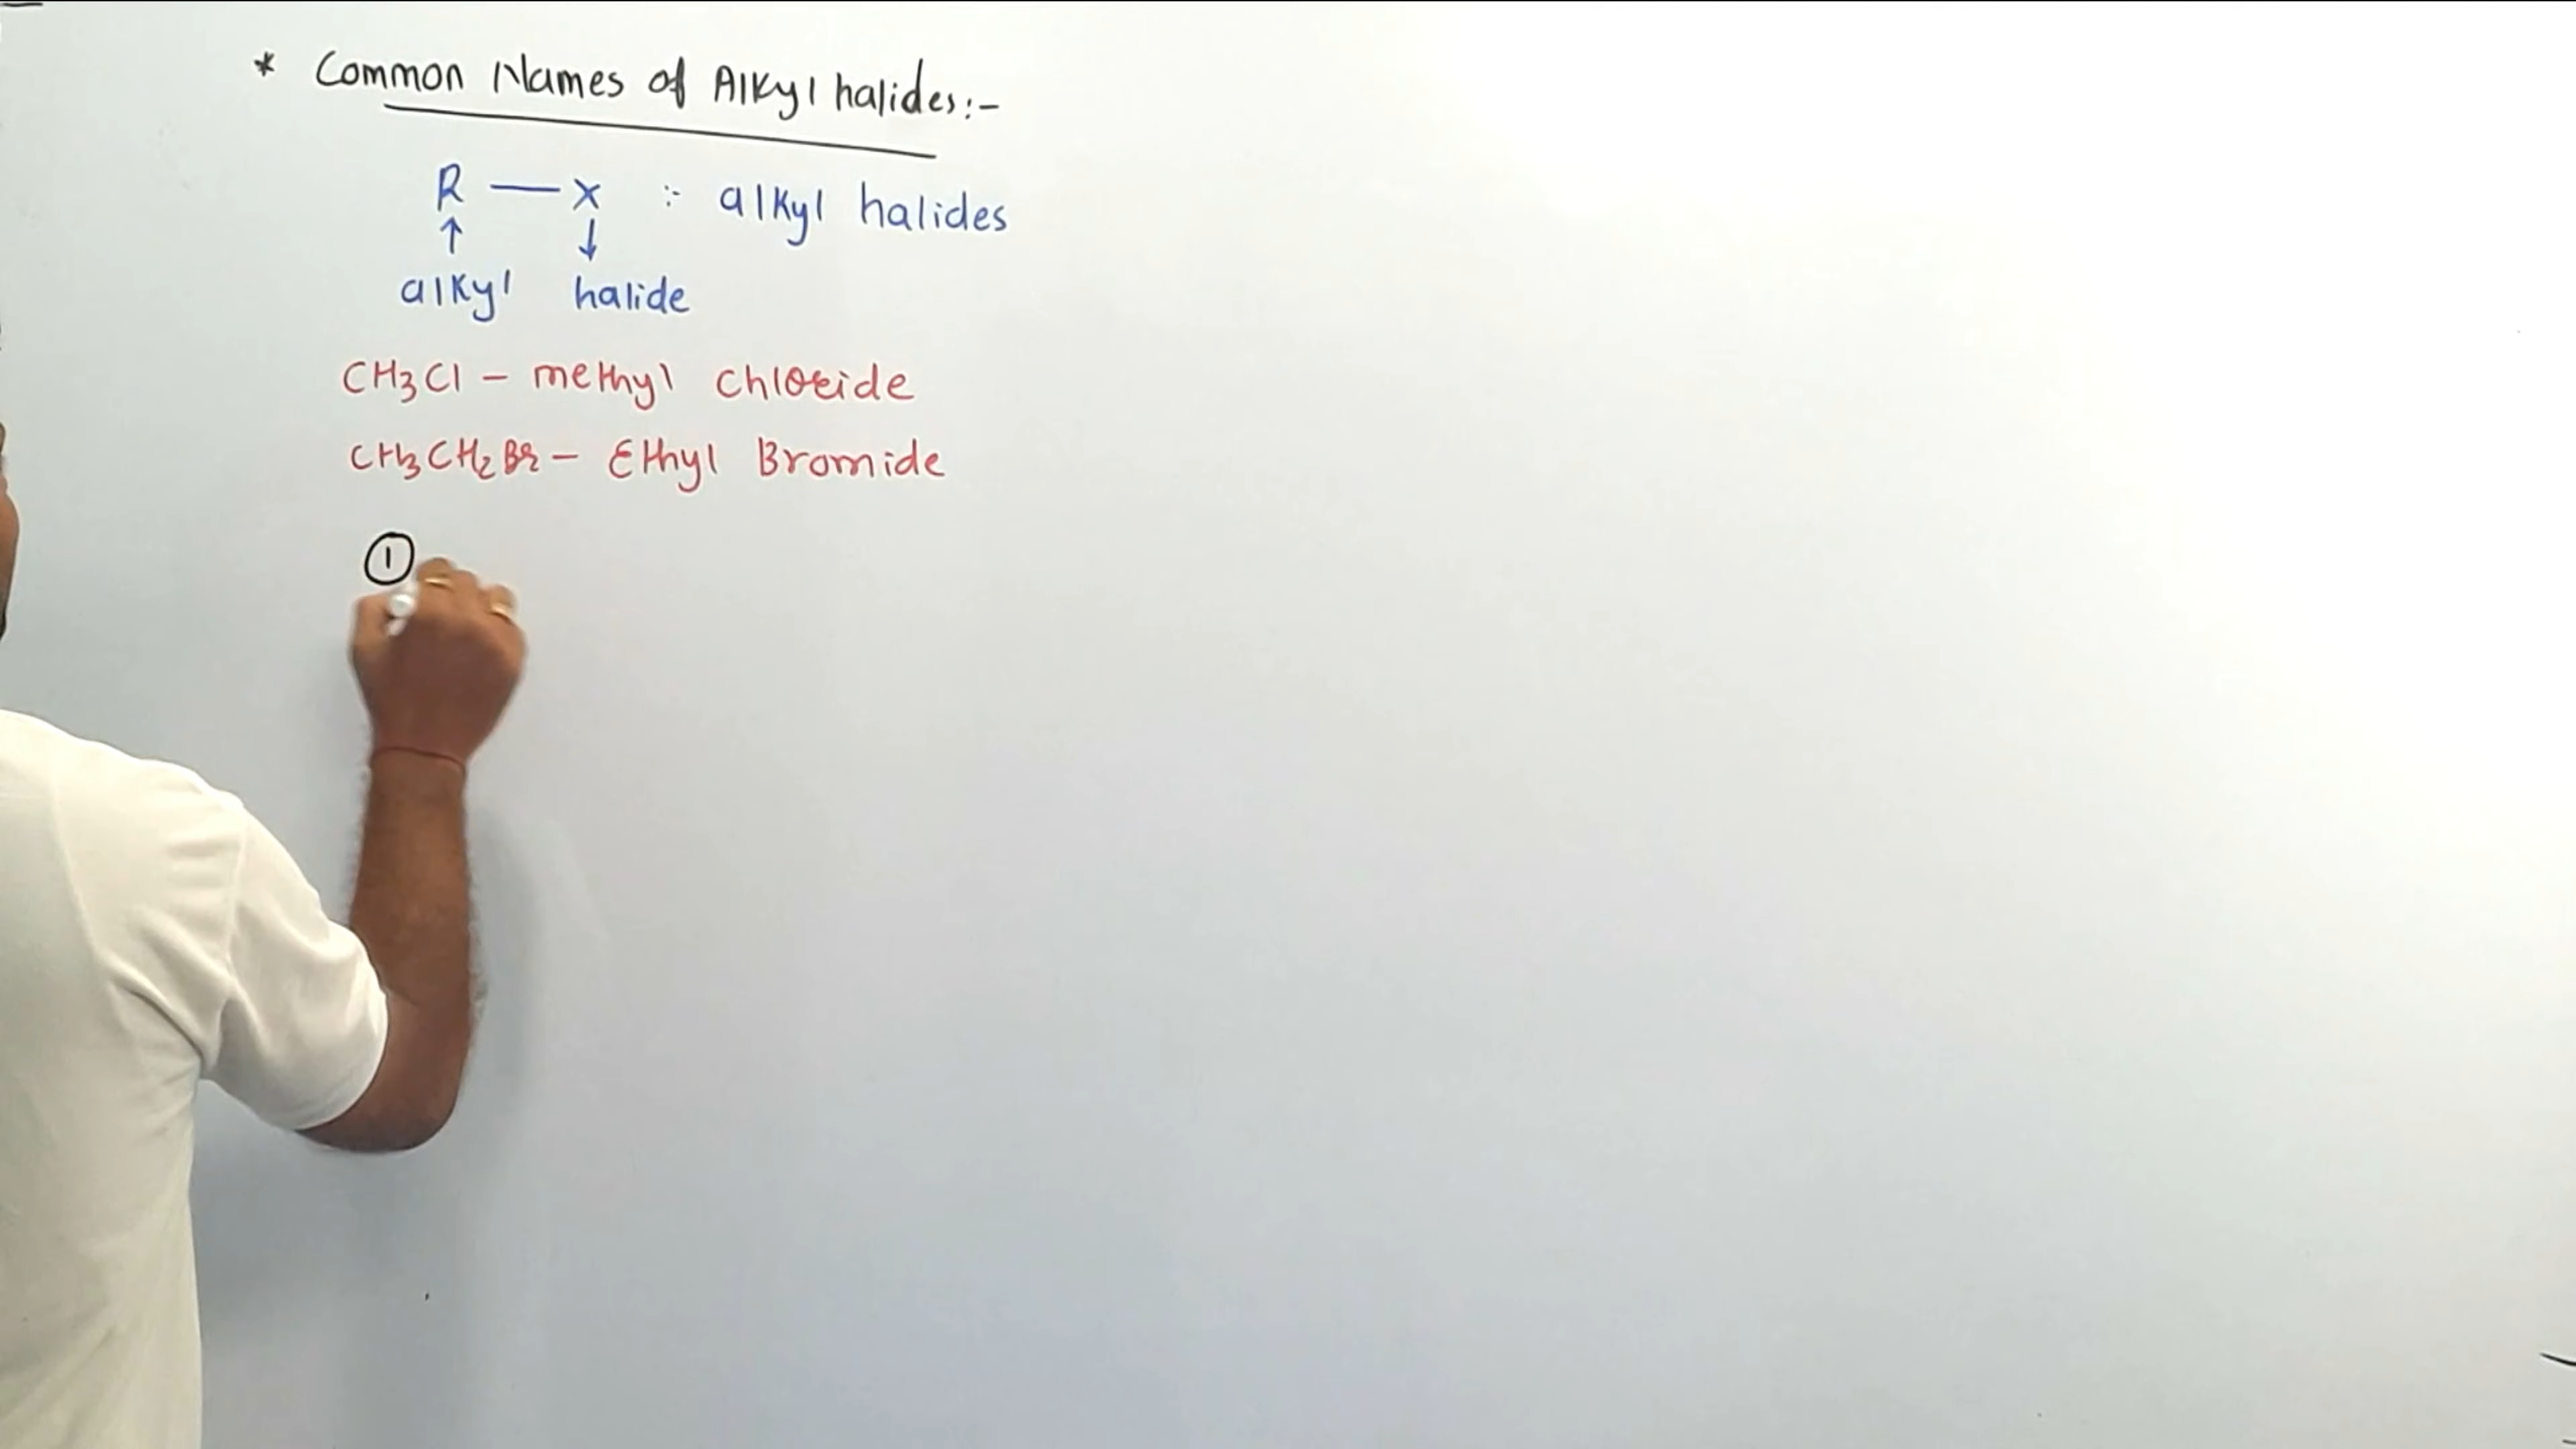 * Common Names of Alkyl halides:-
R — X :- alkyl halides
↑ ↓
alkyl halide
CH3Cl - methyl chloride
CH3CH2Br - Ethyl Bromide
①